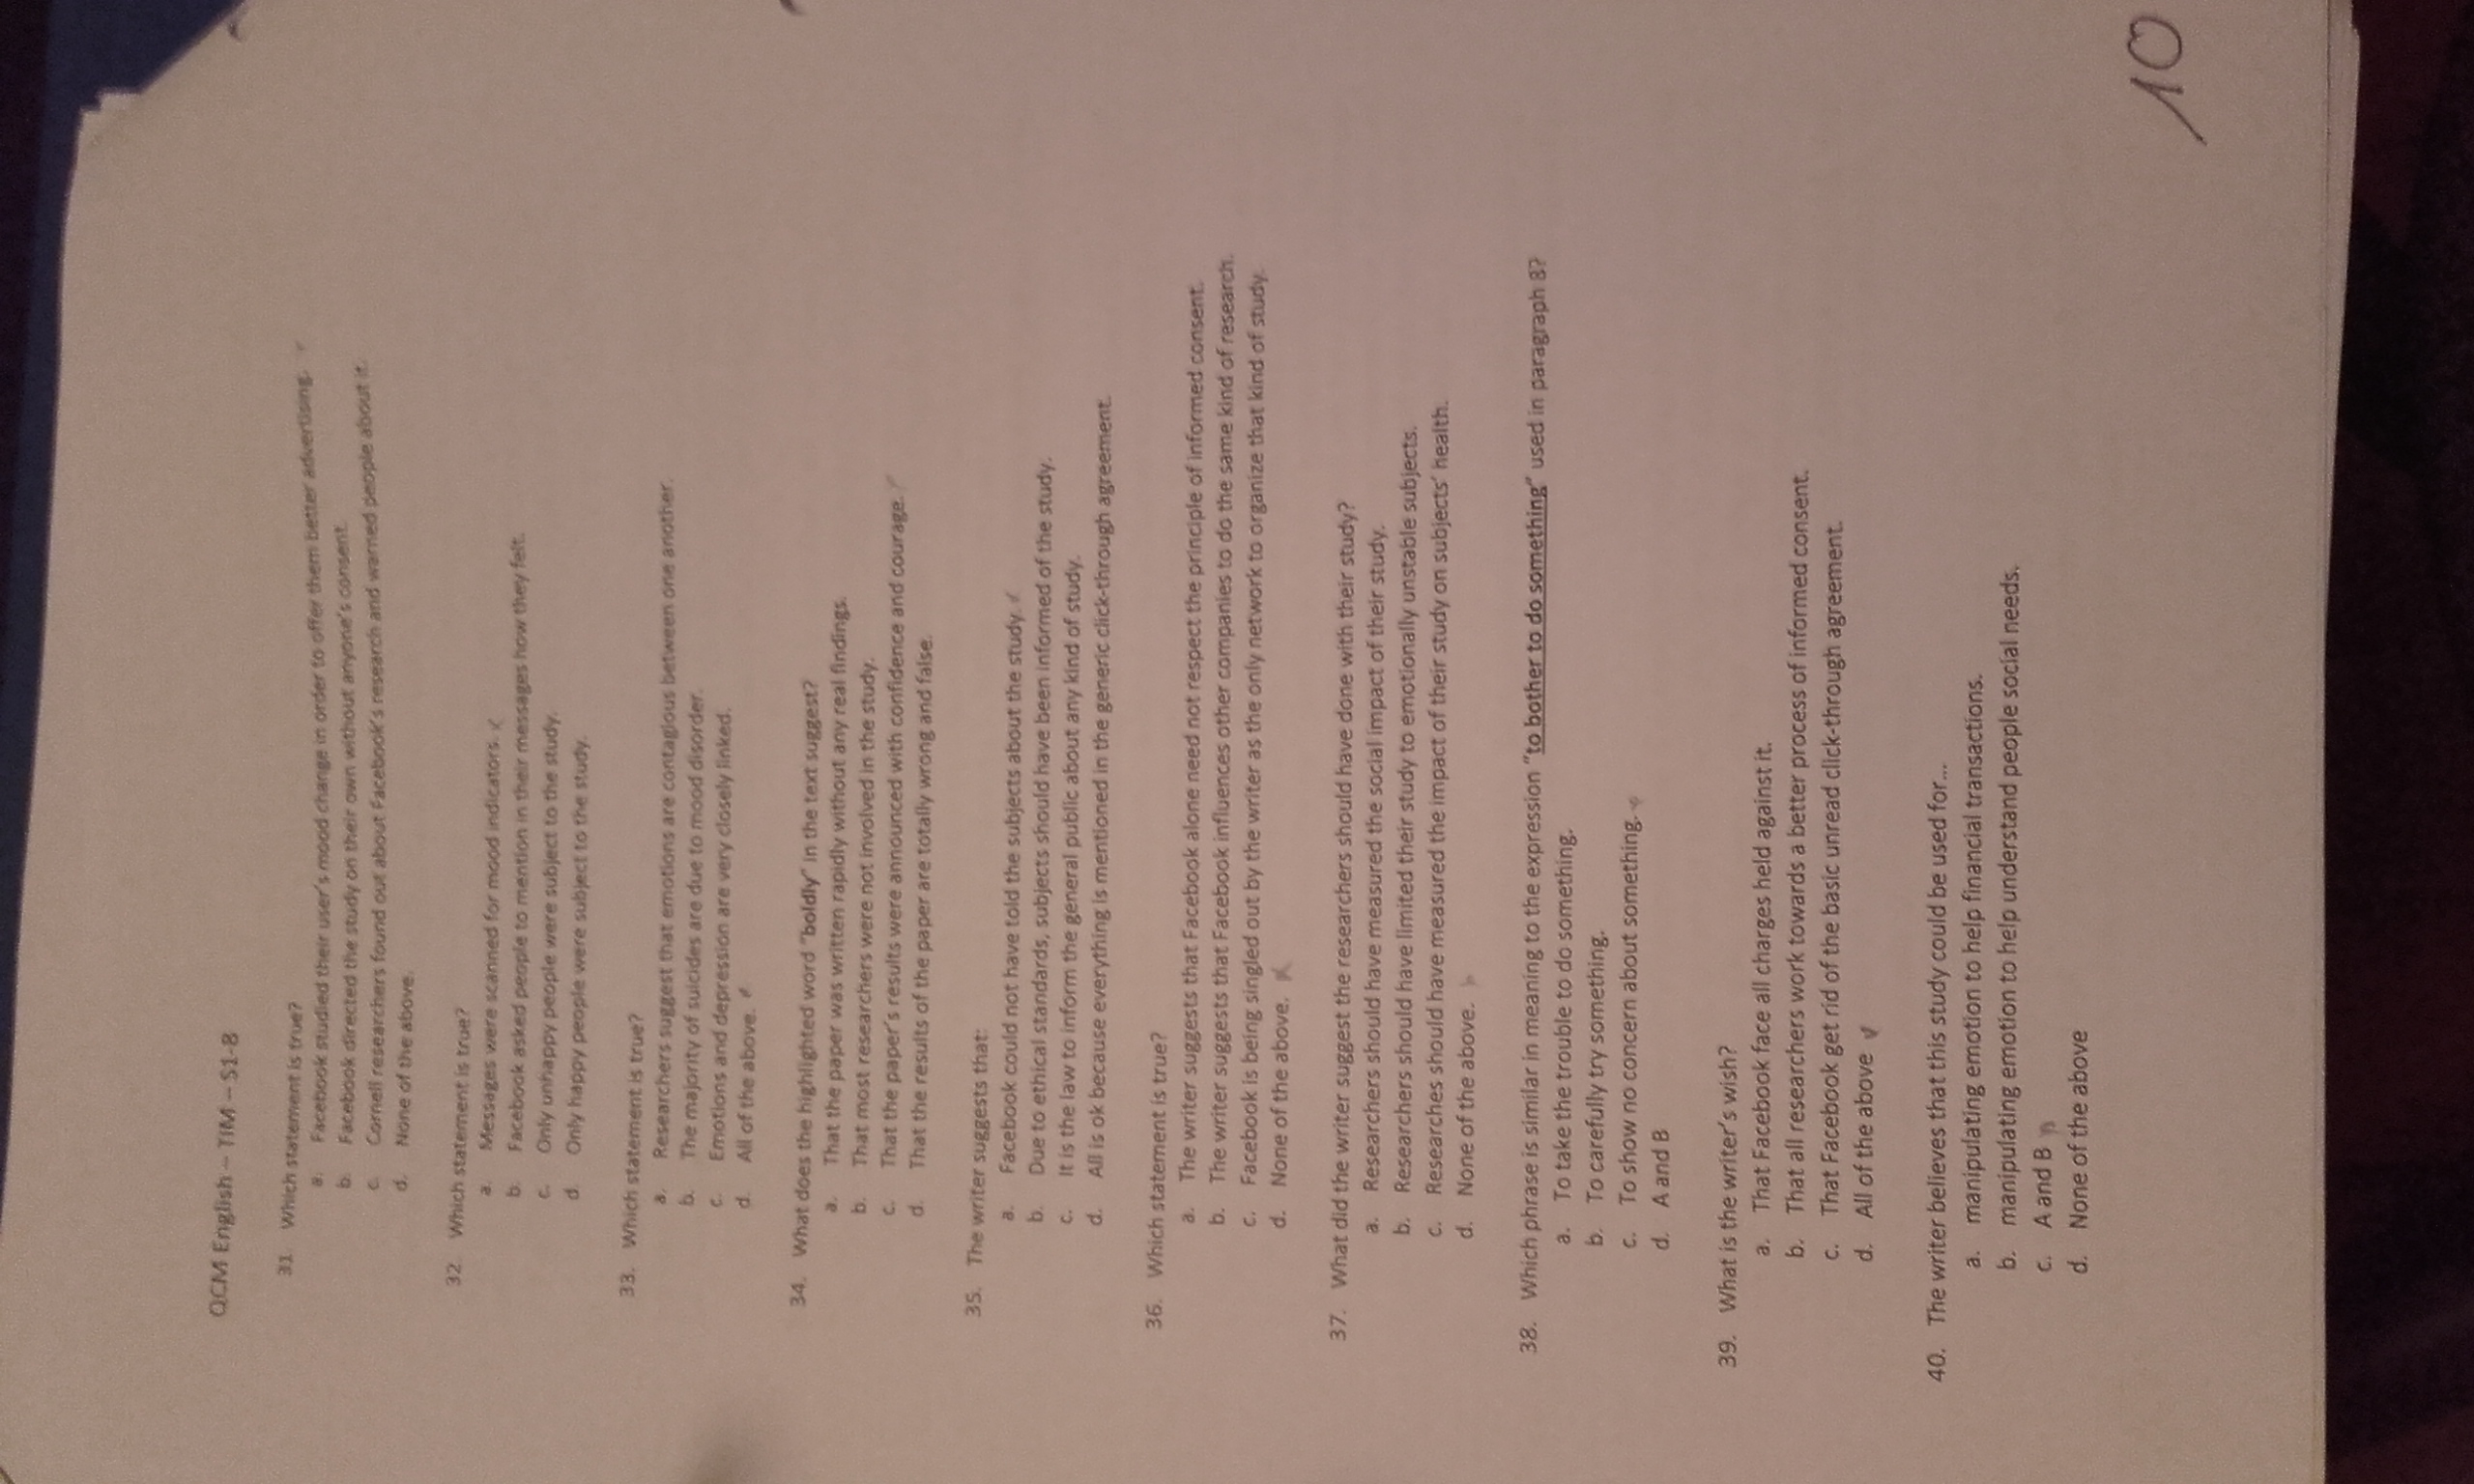 QCM English – TIM – S1-8
31. Which statement is true?
a. Facebook studied their user's mood change in order to offer them better advertising.
b. Facebook directed the study on their own without anyone's consent.
c. Cornell researchers found out about Facebook's research and warned people about it.
d. None of the above.
32. Which statement is true?
a. Messages were scanned for mood indicators.
b. Facebook asked people to mention in their messages how they felt.
c. Only unhappy people were subject to the study.
d. Only happy people were subject to the study.
33. Which statement is true?
a. Researchers suggest that emotions are contagious between one another.
b. The majority of suicides are due to mood disorder.
c. Emotions and depression are very closely linked.
d. All of the above.
34. What does the highlighted word "boldly" in the text suggest?
a. That the paper was written rapidly without any real findings.
b. That most researchers were not involved in the study.
c. That the paper's results were announced with confidence and courage.
d. That the results of the paper are totally wrong and false.
35. The writer suggests that:
a. Facebook could not have told the subjects about the study.
b. Due to ethical standards, subjects should have been informed of the study.
c. It is the law to inform the general public about any kind of study.
d. All is ok because everything is mentioned in the generic click-through agreement.
36. Which statement is true?
a. The writer suggests that Facebook alone need not respect the principle of informed consent.
b. The writer suggests that Facebook influences other companies to do the same kind of research.
c. Facebook is being singled out by the writer as the only network to organize that kind of study.
d. None of the above.
37. What did the writer suggest the researchers should have done with their study?
a. Researchers should have measured the social impact of their study.
b. Researchers should have limited their study to emotionally unstable subjects.
c. Researches should have measured the impact of their study on subjects' health.
d. None of the above.
38. Which phrase is similar in meaning to the expression "to bother to do something" used in paragraph 8?
a. To take the trouble to do something.
b. To carefully try something.
c. To show no concern about something.
d. A and B
39. What is the writer's wish?
a. That Facebook face all charges held against it.
b. That all researchers work towards a better process of informed consent.
c. That Facebook get rid of the basic unread click-through agreement.
d. All of the above
40. The writer believes that this study could be used for...
a. manipulating emotion to help financial transactions.
b. manipulating emotion to help understand people social needs.
c. A and B
d. None of the above
10